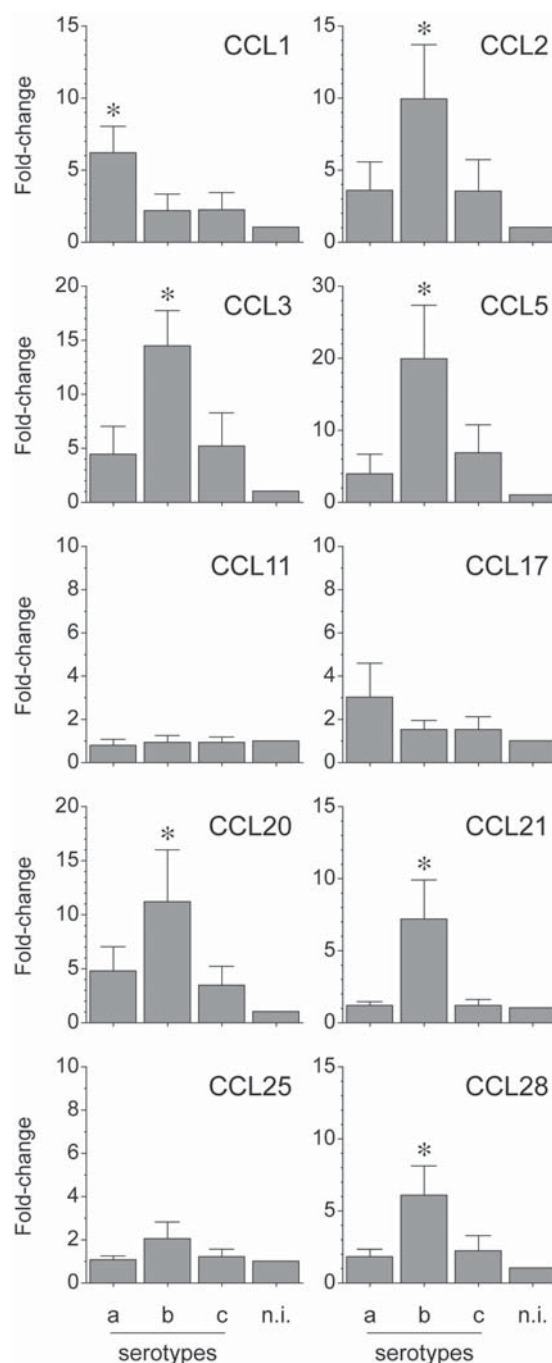 15 CCL1 15 CCL2
* *
10 10
5 5
0 0
Fold-change
20 CCL3 30 CCL5
* *
15 20
10 10
5
0 0
Fold-change
10 CCL11 10 CCL17
8 8
6 6
4 4
2 2
0 0
Fold-change
20 CCL20 15 CCL21
* *
15 10
10 5
5
0 0
Fold-change
10 CCL25 15 CCL28
8 10
*
6 5
4
2
0 0
Fold-change
a b c n.i. a b c n.i.
serotypes serotypes